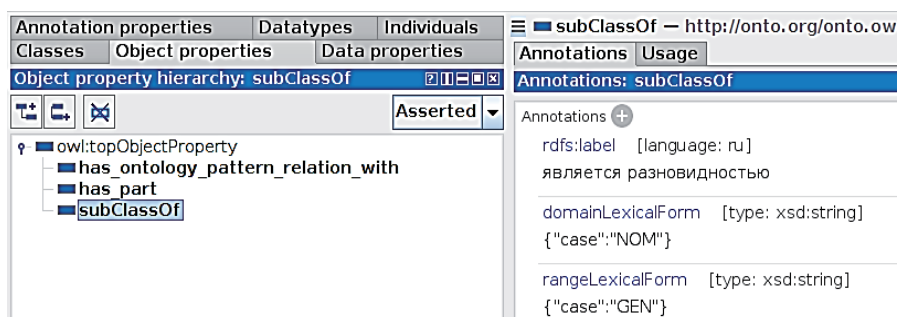 Annotation properties Datatypes Individuals
Classes Object properties Data properties
Object property hierarchy: subClassOf
Asserted
owl:topObjectProperty
has_ontology_pattern_relation_with
has_part
subClassOf
subClassOf — http://onto.org/onto.ow
Annotations Usage
Annotations: subClassOf
Annotations
rdfs:label [language: ru]
является разновидностью
domainLexicalForm [type: xsd:string]
{"case":"NOM"}
rangeLexicalForm [type: xsd:string]
{"case":"GEN"}